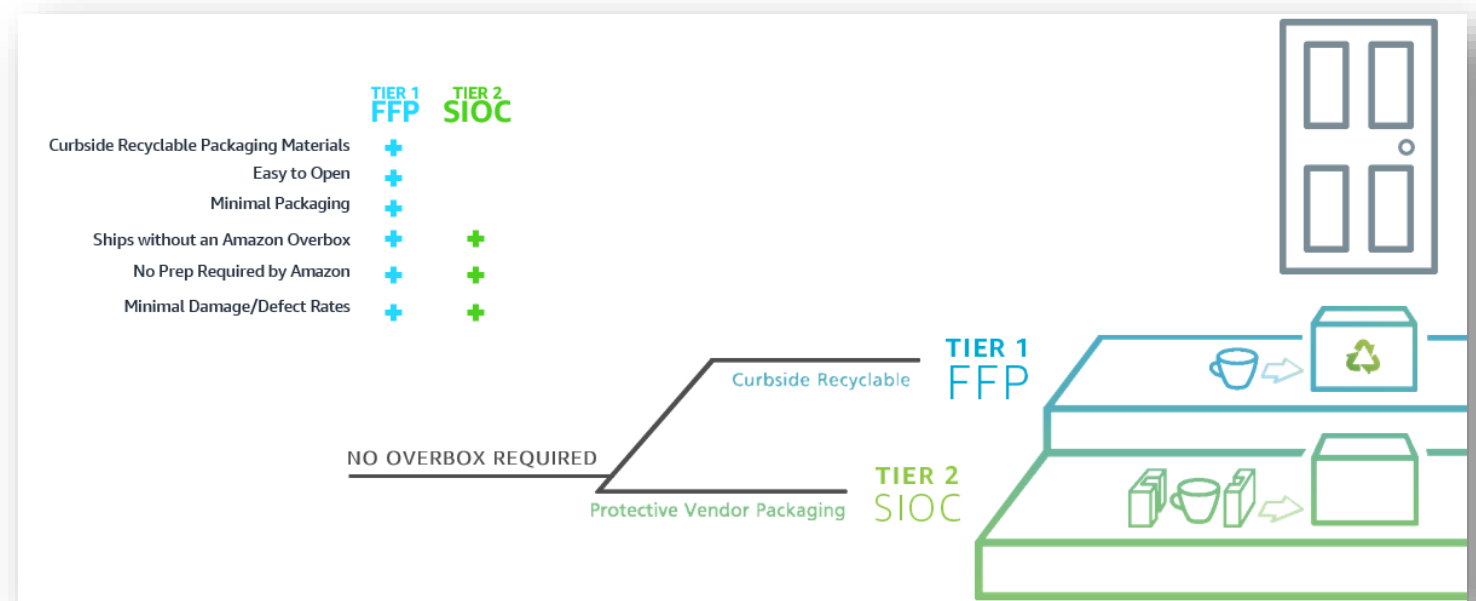 TIER 1 TIER 2
FFP SIOC
Curbside Recyclable Packaging Materials
Easy to Open
Minimal Packaging
Ships without an Amazon Overbox
No Prep Required by Amazon
Minimal Damage/Defect Rates
TIER 1
FFP
Curbside Recyclable
NO OVERBOX REQUIRED
TIER 2
SIOC
Protective Vendor Packaging